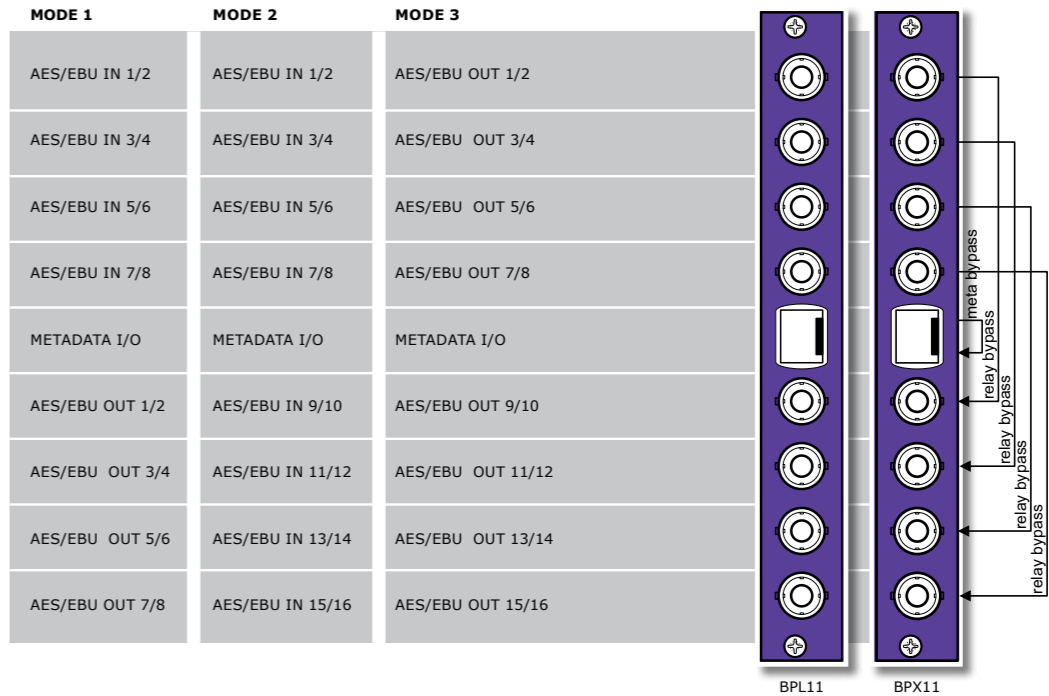 MODE 1 MODE 2 MODE 3
AES/EBU IN 1/2 AES/EBU IN 1/2 AES/EBU OUT 1/2
AES/EBU IN 3/4 AES/EBU IN 3/4 AES/EBU  OUT 3/4
AES/EBU IN 5/6 AES/EBU IN 5/6 AES/EBU  OUT 5/6
AES/EBU IN 7/8 AES/EBU IN 7/8 AES/EBU OUT 7/8
METADATA I/O METADATA I/O METADATA I/O
AES/EBU OUT 1/2 AES/EBU IN 9/10 AES/EBU OUT 9/10
AES/EBU  OUT 3/4 AES/EBU IN 11/12 AES/EBU  OUT 11/12
AES/EBU  OUT 5/6 AES/EBU IN 13/14 AES/EBU  OUT 13/14
AES/EBU OUT 7/8 AES/EBU IN 15/16 AES/EBU OUT 15/16
meta bypass
relay bypass
relay bypass
relay bypass
relay bypass
BPL11 BPX11